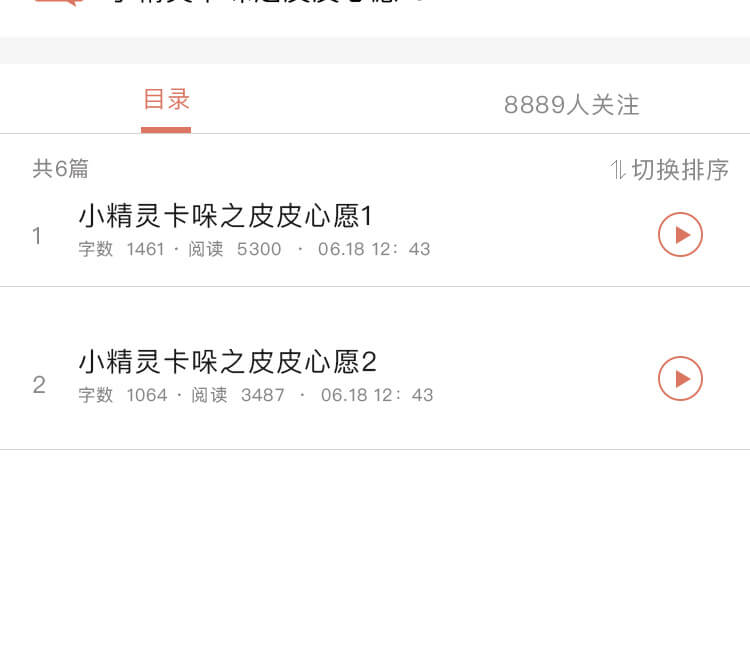 目录
8889人关注
共6篇
切换排序
1
小精灵卡哚之皮皮心愿1
字数 1461 · 阅读 5300 · 06.18 12：43
2
小精灵卡哚之皮皮心愿2
字数 1064 · 阅读 3487 · 06.18 12：43